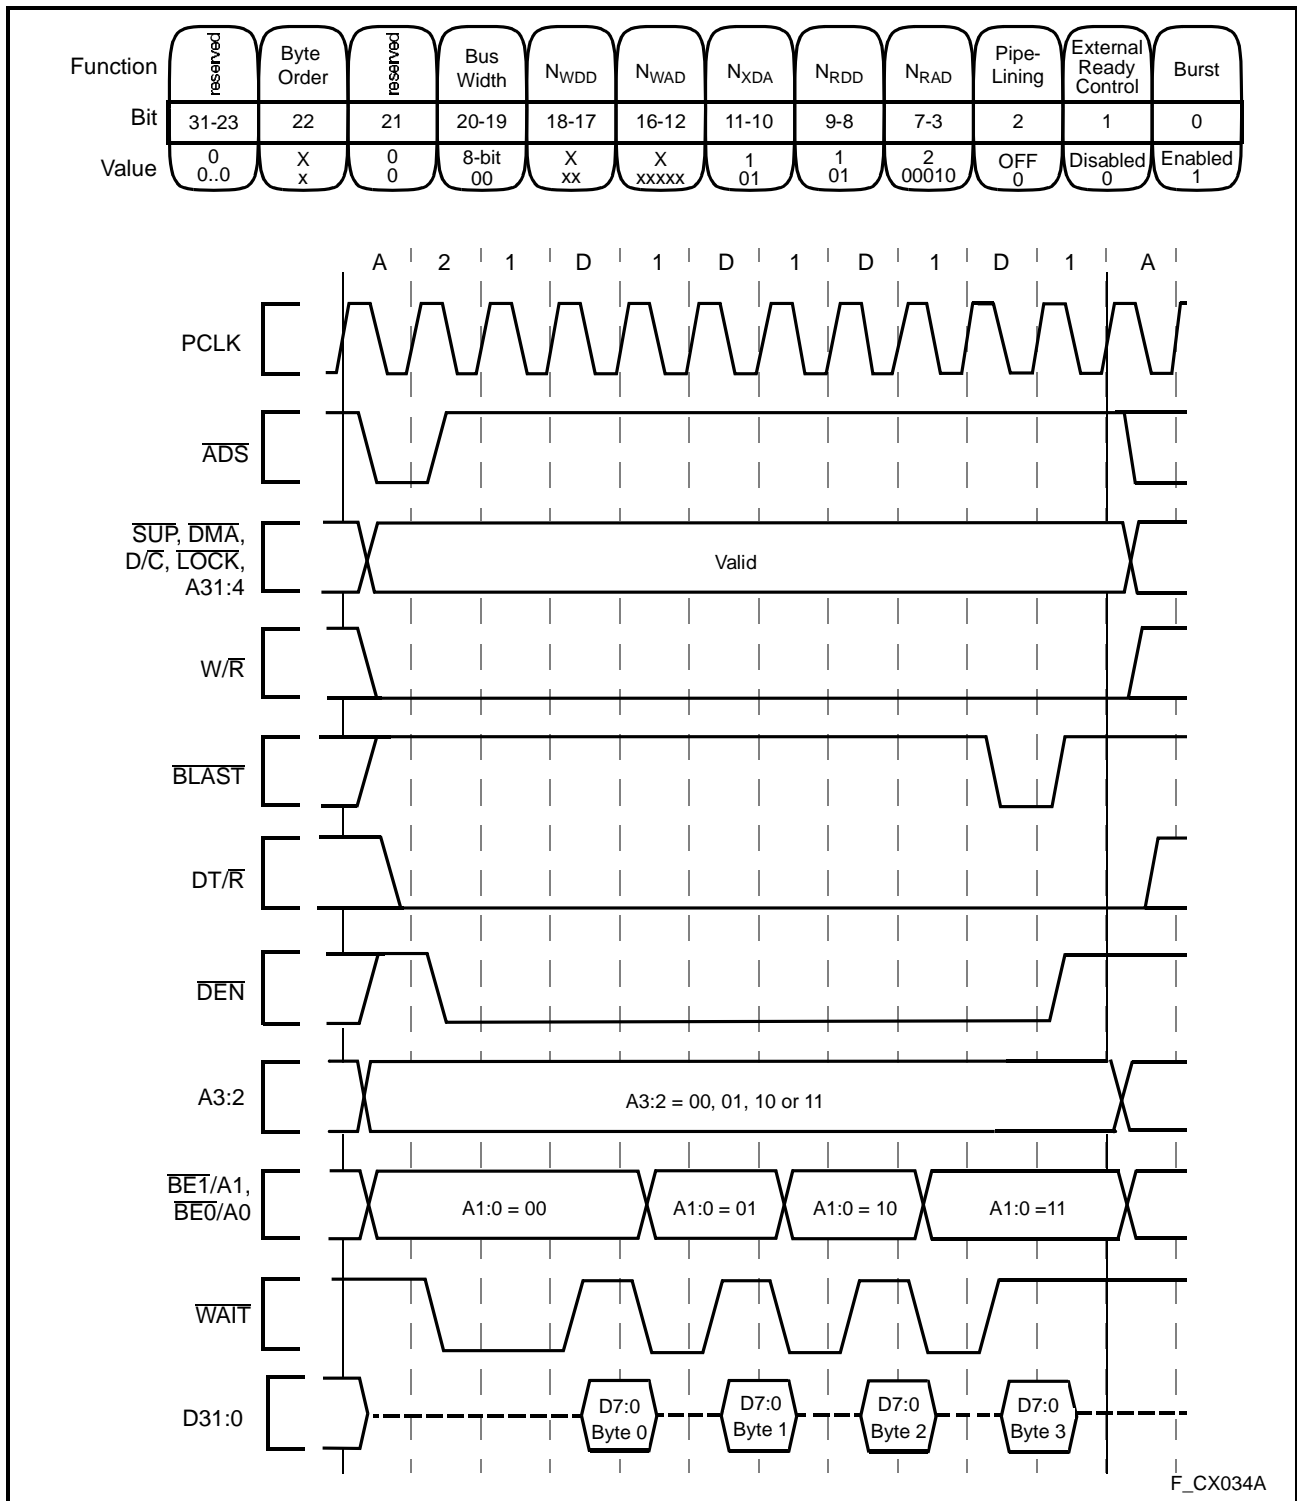 Function reserved Byte Order reserved Bus Width NWDD NWAD NXDA NRDD NRAD Pipe-Lining External Ready Control Burst
Bit 31-23 22 21 20-19 18-17 16-12 11-10 9-8 7-3 2 1 0
Value 0 X 0 8-bit X X 1 1 2 OFF Disabled Enabled
0..0 x 0 00 xx xxxxx 01 01 00010 0 0 1
A 2 1 D 1 D 1 D 1 D 1 A
PCLK
ADS
SUP, DMA,
D/C, LOCK,
A31:4
Valid
W/R
BLAST
DT/R
DEN
A3:2
A3:2 = 00, 01, 10 or 11
BE1/A1,
BE0/A0
A1:0 = 00 A1:0 = 01 A1:0 = 10 A1:0 =11
WAIT
D31:0
D7:0 D7:0 D7:0 D7:0
Byte 0 Byte 1 Byte 2 Byte 3
F_CX034A